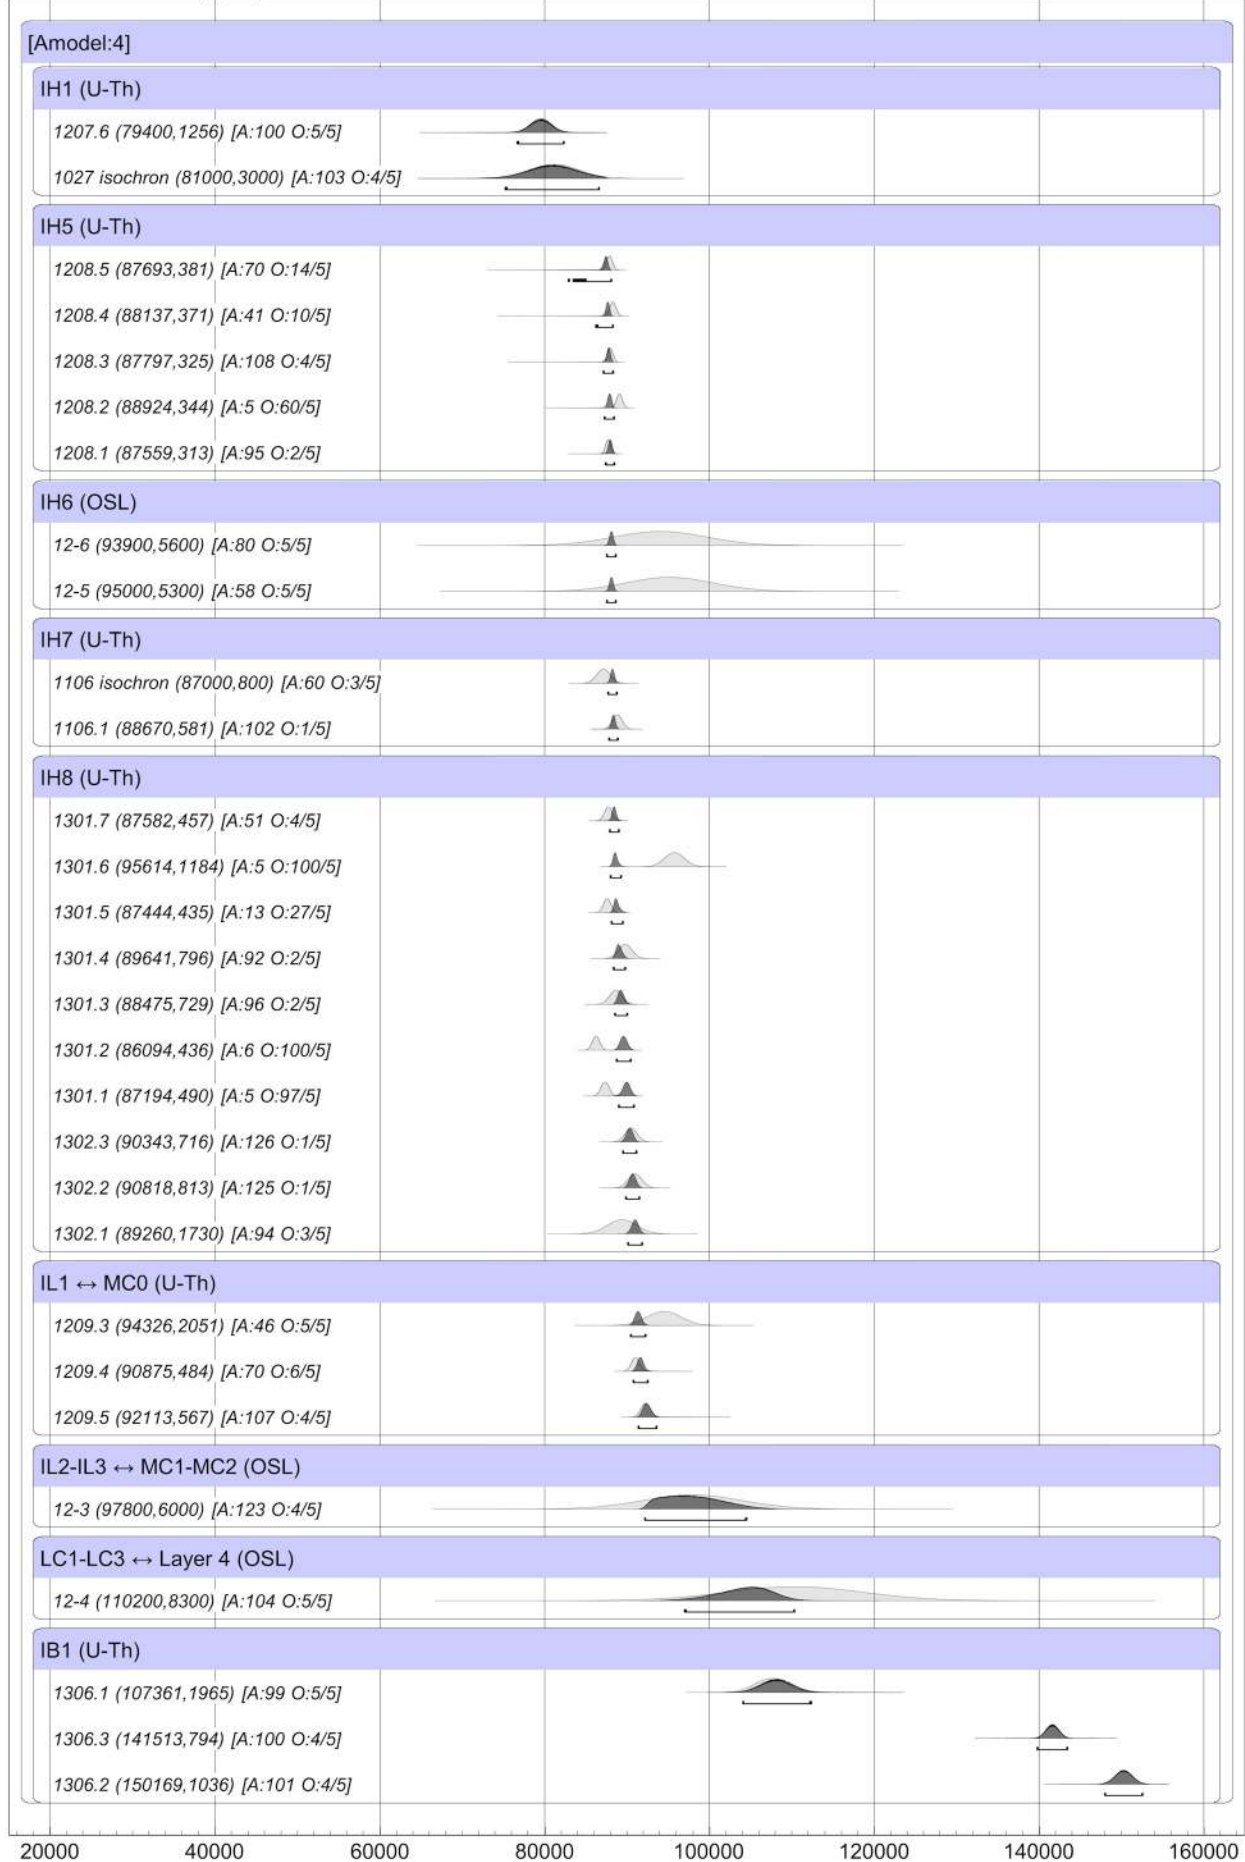 [Amodel:4]
IH1 (U-Th)
1207.6 (79400,1256) [A:100 O:5/5]
1027 isochron (81000,3000) [A:103 O:4/5]
IH5 (U-Th)
1208.5 (87693,381) [A:70 O:14/5]
1208.4 (88137,371) [A:41 O:10/5]
1208.3 (87797,325) [A:108 O:4/5]
1208.2 (88924,344) [A:5 O:60/5]
1208.1 (87559,313) [A:95 O:2/5]
IH6 (OSL)
12-6 (93900,5600) [A:80 O:5/5]
12-5 (95000,5300) [A:58 O:5/5]
IH7 (U-Th)
1106 isochron (87000,800) [A:60 O:3/5]
1106.1 (88670,581) [A:102 O:1/5]
IH8 (U-Th)
1301.7 (87582,457) [A:51 O:4/5]
1301.6 (95614,1184) [A:5 O:100/5]
1301.5 (87444,435) [A:13 O:27/5]
1301.4 (89641,796) [A:92 O:2/5]
1301.3 (88475,729) [A:96 O:2/5]
1301.2 (86094,436) [A:6 O:100/5]
1301.1 (87194,490) [A:5 O:97/5]
1302.3 (90343,716) [A:126 O:1/5]
1302.2 (90818,813) [A:125 O:1/5]
1302.1 (89260,1730) [A:94 O:3/5]
IL1 ↔ MC0 (U-Th)
1209.3 (94326,2051) [A:46 O:5/5]
1209.4 (90875,484) [A:70 O:6/5]
1209.5 (92113,567) [A:107 O:4/5]
IL2-IL3 ↔ MC1-MC2 (OSL)
12-3 (97800,6000) [A:123 O:4/5]
LC1-LC3 ↔ Layer 4 (OSL)
12-4 (110200,8300) [A:104 O:5/5]
IB1 (U-Th)
1306.1 (107361,1965) [A:99 O:5/5]
1306.3 (141513,794) [A:100 O:4/5]
1306.2 (150169,1036) [A:101 O:4/5]
20000 40000 60000 80000 100000 120000 140000 160000